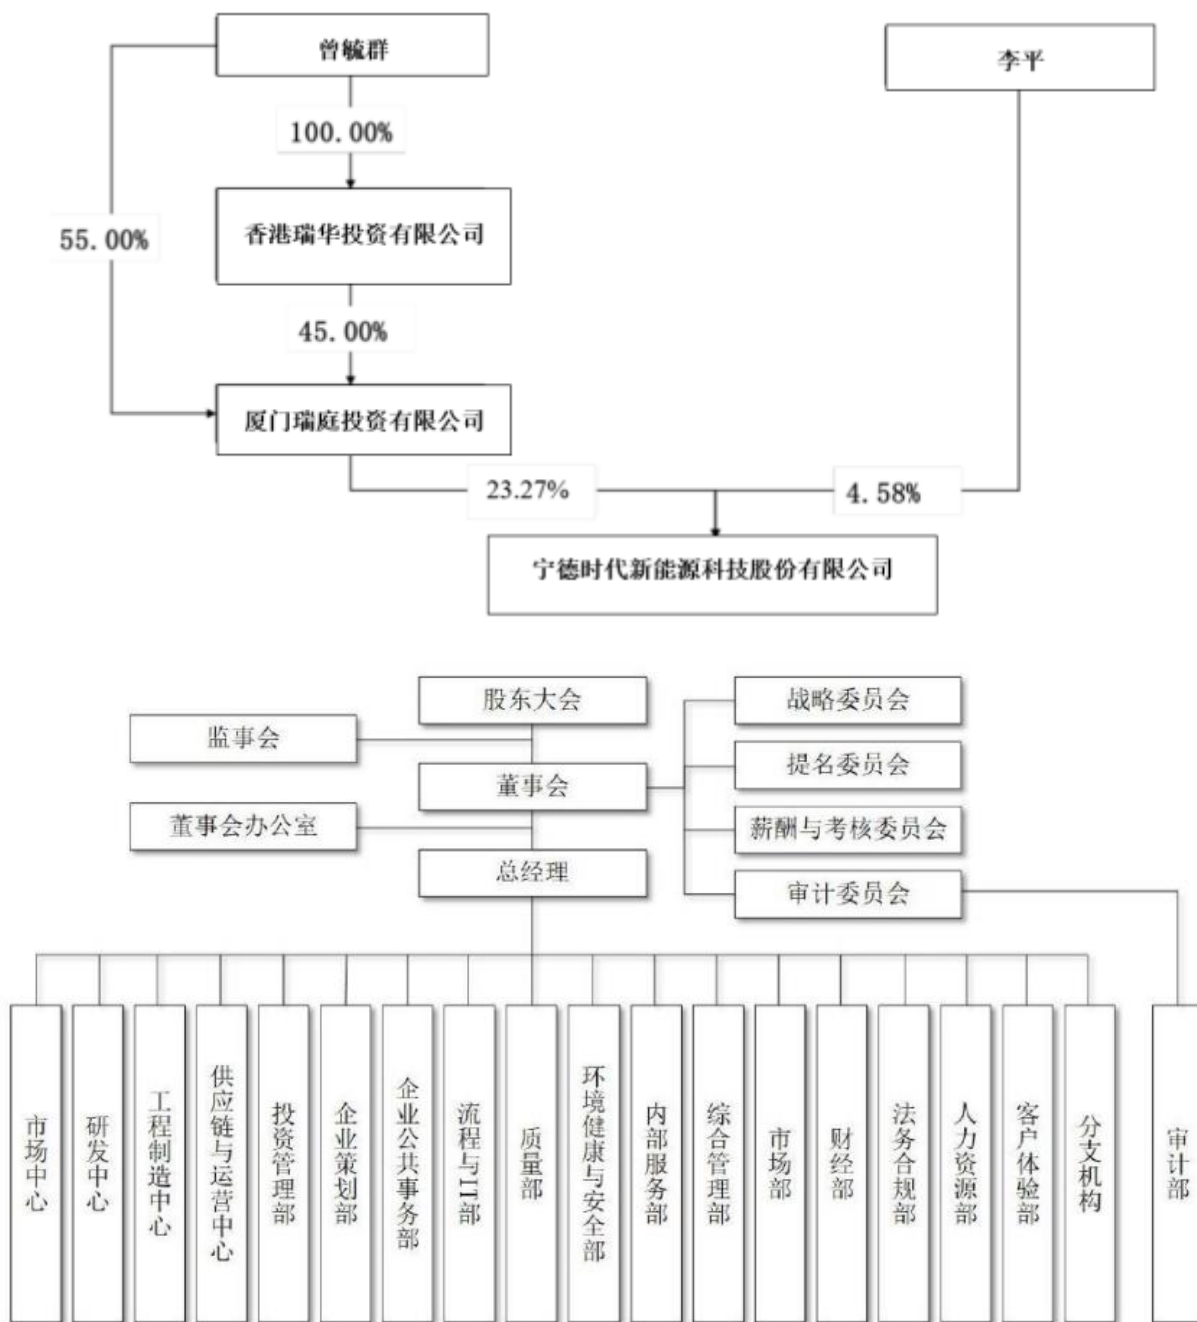 曾毓群
李平
100.00%
香港瑞华投资有限公司
55.00%
45.00%
厦门瑞庭投资有限公司
23.27%
4.58%
宁德时代新能源科技股份有限公司
股东大会
战略委员会
监事会
提名委员会
董事会
董事会办公室
薪酬与考核委员会
总经理
审计委员会
市场中心
研发中心
工程制造中心
供应链与运营中心
投资管理部
企业策划部
企业公共事务部
流程与IT部
质量部
环境健康与安全部
内部服务部
综合管理部
市场部
财经部
法务合规部
人力资源部
客户体验部
分支机构
审计部